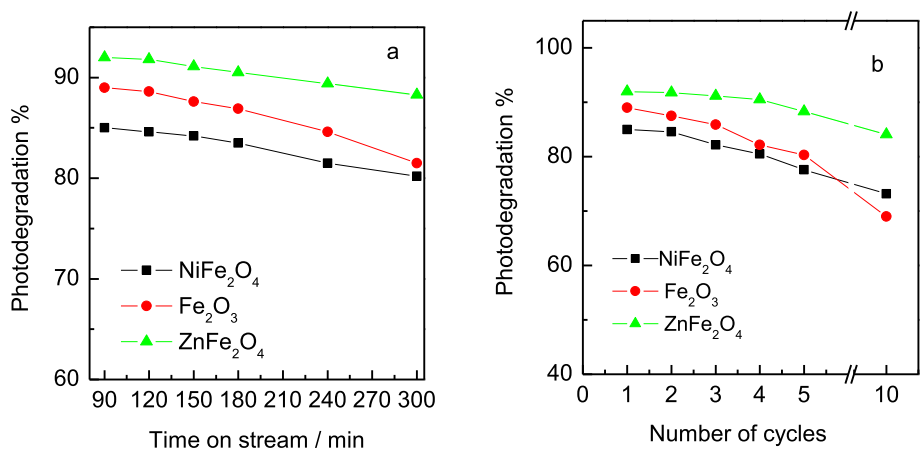 a
Photodegradation %
90
80
70
60
NiFe₂O₄
Fe₂O₃
ZnFe₂O₄
90 120 150 180 210 240 270 300
Time on stream / min
b
Photodegradation %
100
80
60
40
NiFe₂O₄
Fe₂O₃
ZnFe₂O₄
0 1 2 3 4 5 10
Number of cycles